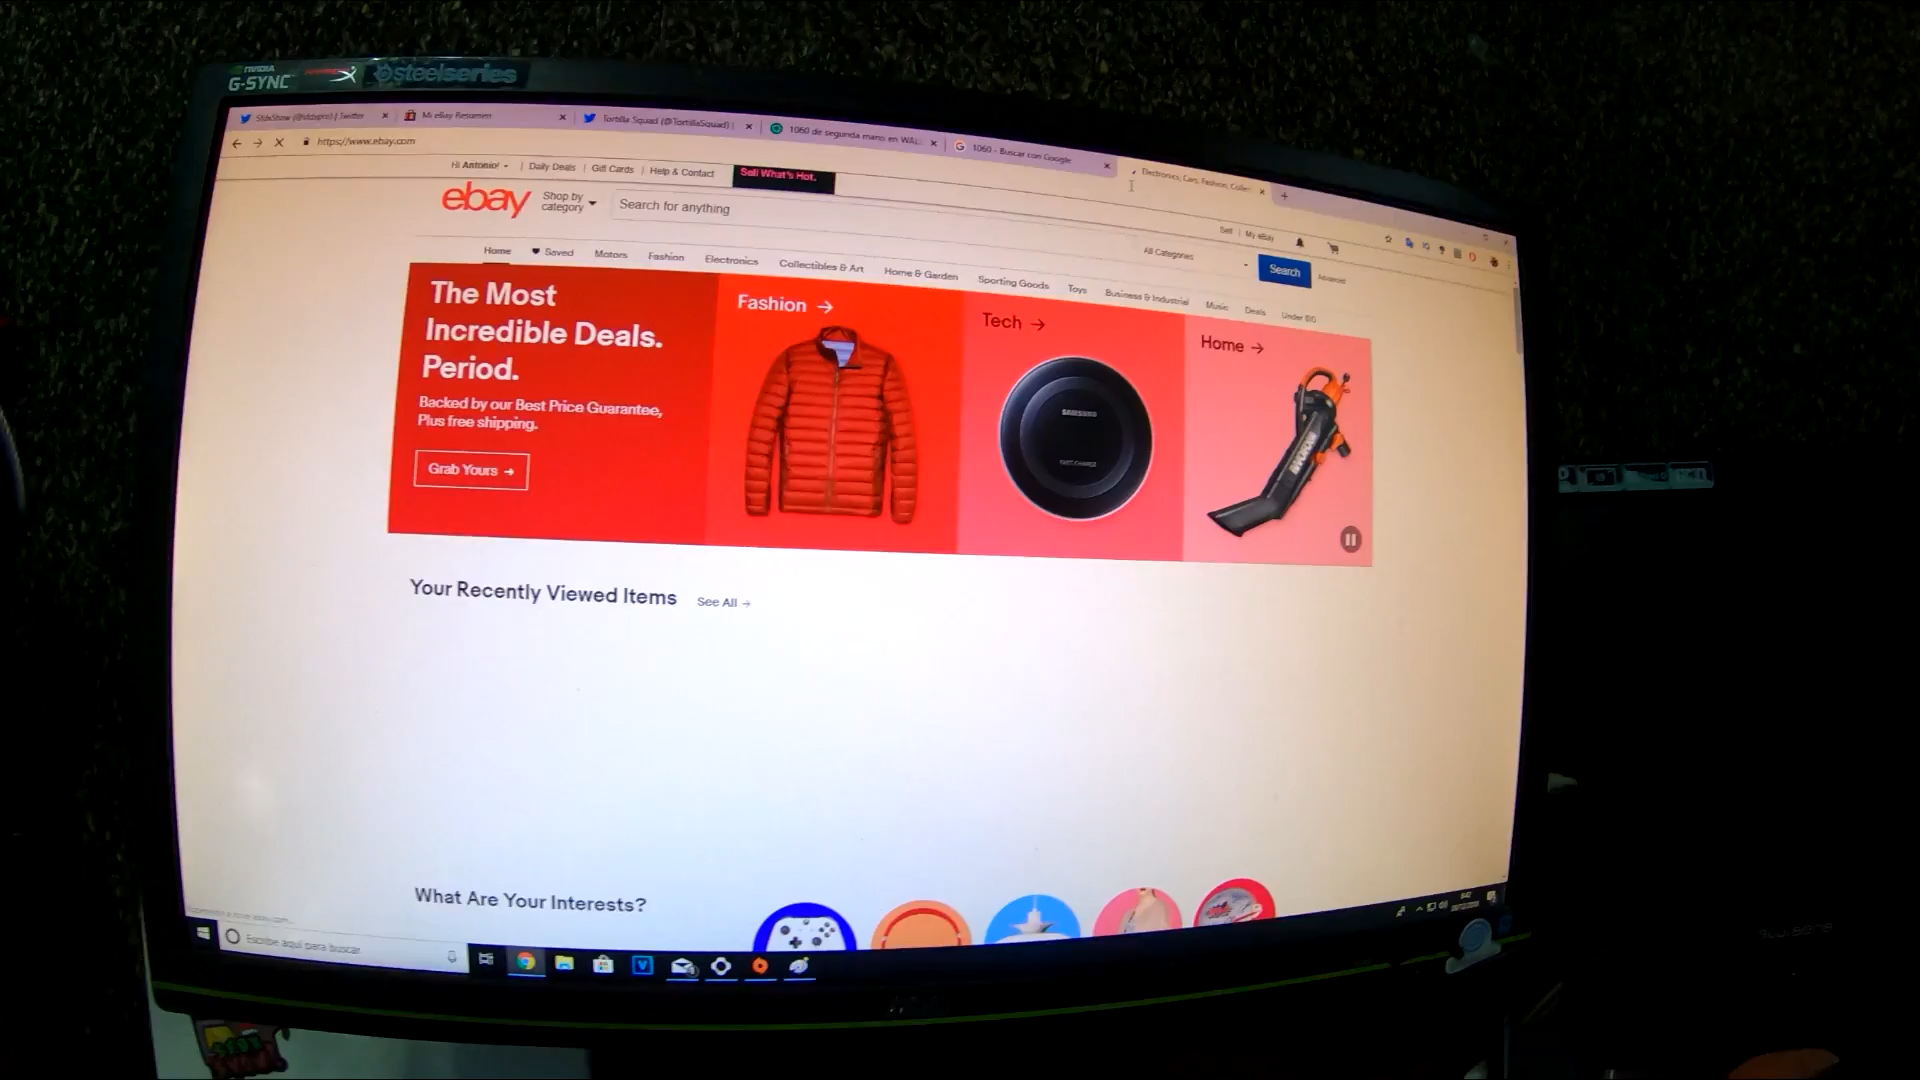 NVIDIA
G-SYNC
steelseries
StdxShow (@stdxpro) | Twitter
Mi eBay Resumen
Tortilla Squad (@TortillaSquad) |
1060 de segunda mano en WAL
1060 - Buscar con Google
Electronics, Cars, Fashion, Collec
https://www.ebay.com
Hi Antonio!
Daily Deals
Gift Cards
Help & Contact
Sell What's Hot.
Sell
My eBay
ebay
Shop by
category
Search for anything
All Categories
Search
Advanced
Home
Saved
Motors
Fashion
Electronics
Collectibles & Art
Home & Garden
Sporting Goods
Toys
Business & Industrial
Music
Deals
Under $10
The Most
Incredible Deals.
Period.
Backed by our Best Price Guarantee,
Plus free shipping.
Grab Yours →
Fashion →
Tech →
Home →
SAMSUNG
FAST CHARGE
WORX
Your Recently Viewed Items
See All →
What Are Your Interests?
Escribe aquí para buscar